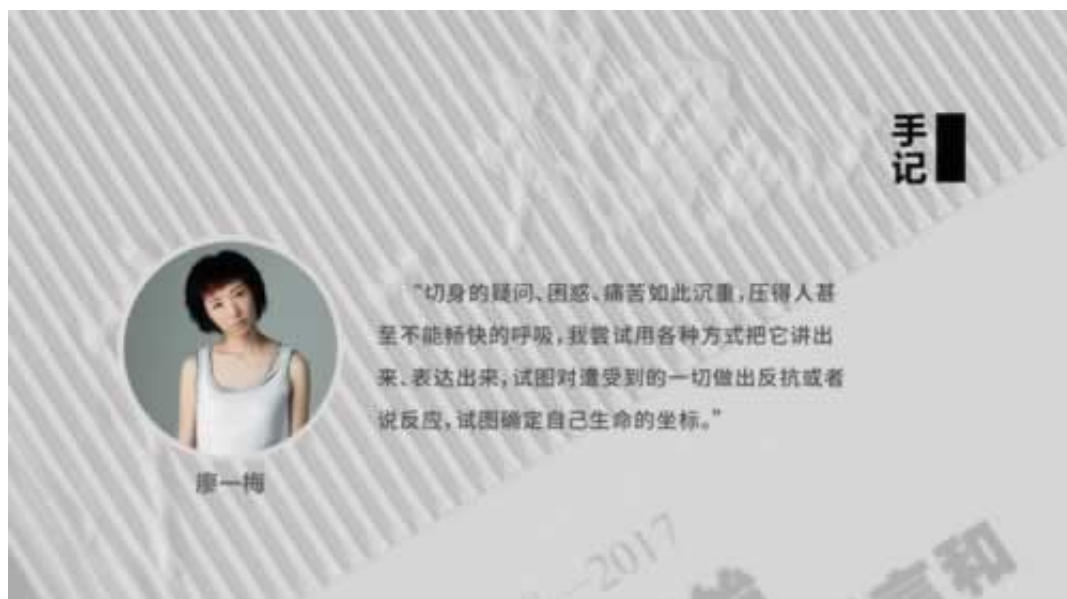 手记
"切身的疑问、困惑、痛苦如此沉重，压得人甚
至不能畅快的呼吸，我尝试用各种方式把它讲出
来、表达出来，试图对遭受到的一切做出反抗或者
说反应，试图确定自己生命的坐标。"
廖一梅
—2017
和